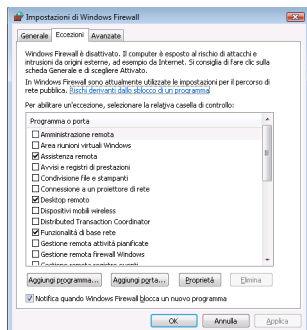 Impostazioni di Windows Firewall
Generale Eccezioni Avanzate
Windows Firewall è disattivato. Il computer è esposto al rischio di attacchi e
intrusioni da origini esterne, ad esempio da Internet. Si consiglia di fare clic sulla
scheda Generale e di scegliere Attivato.
In Windows Firewall sono attualmente utilizzate le impostazioni per il percorso di
rete pubblica. Rischi derivanti dallo sblocco di un programma
Per abilitare un'eccezione, selezionare la relativa casella di controllo:
Programma o porta
Amministrazione remota
Area riunioni virtuali Windows
Assistenza remota
Avvisi e registri di prestazioni
Condivisione file e stampanti
Connessione a un proiettore di rete
Desktop remoto
Dispositivi mobili wireless
Distributed Transaction Coordinator
Funzionalità di base rete
Gestione remota attività pianificate
Gestione remota firewall Windows
Gestione remota registro eventi
Aggiungi programma... Aggiungi porta... Proprietà Elimina
Notifica quando Windows Firewall blocca un nuovo programma
OK Annulla Applica